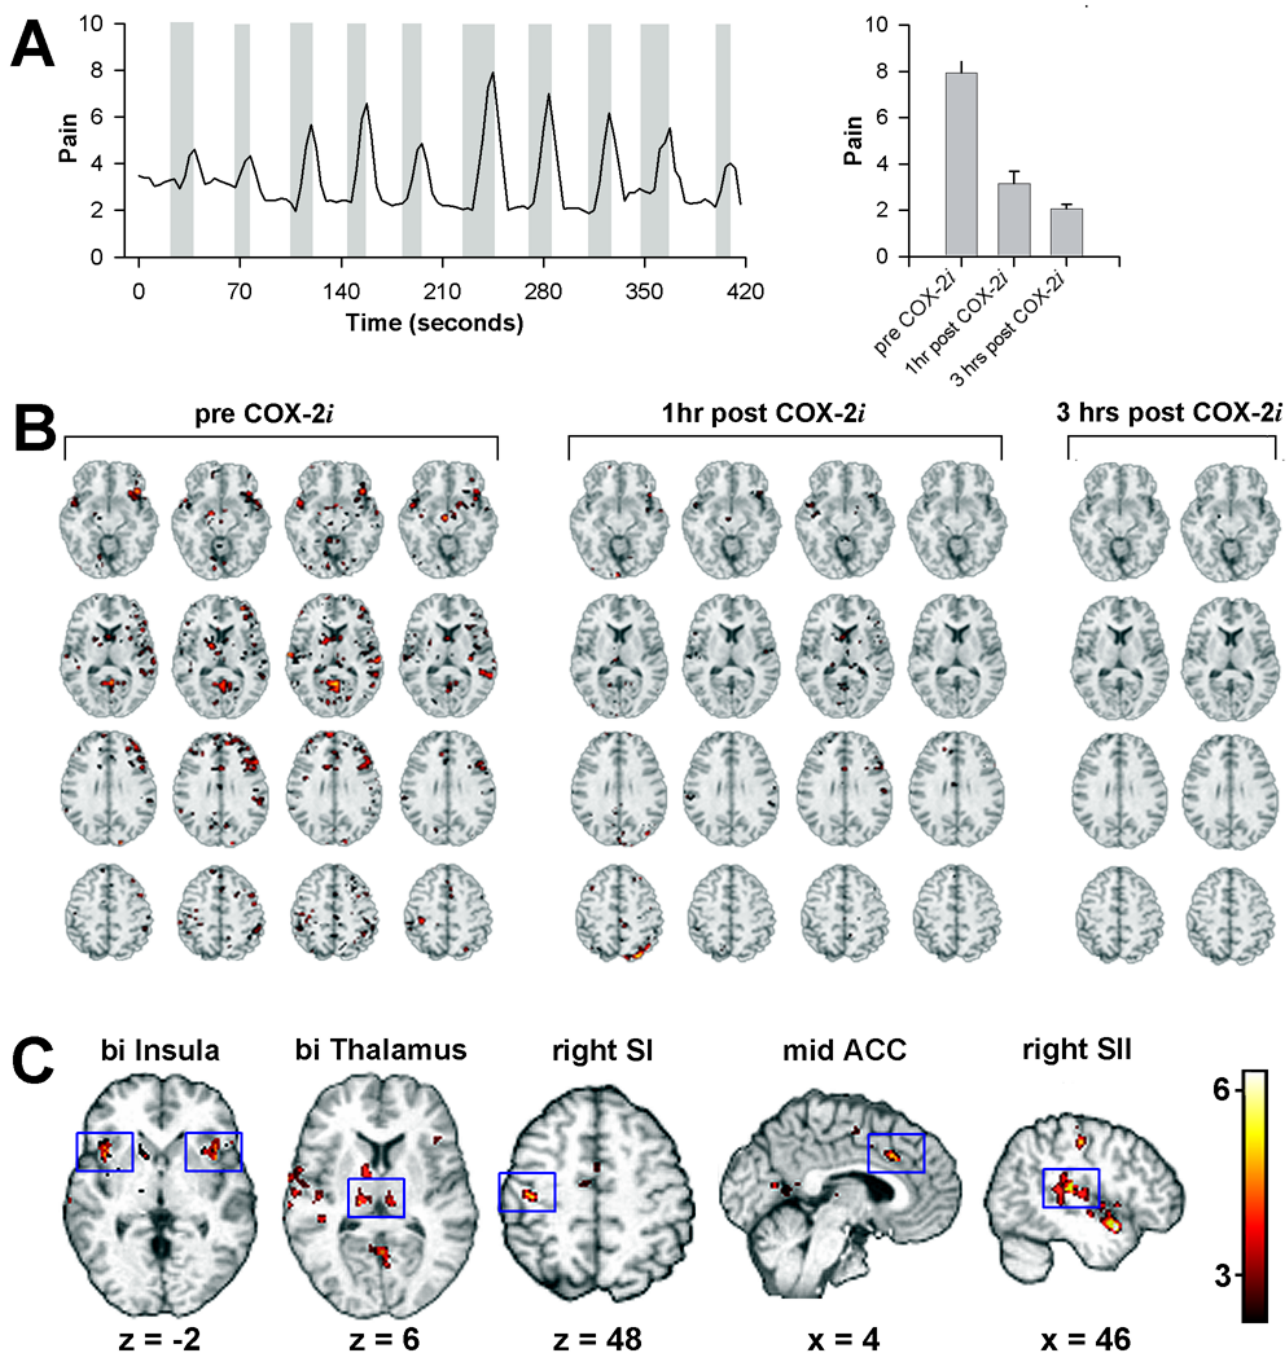 A
10
8
6
4
2
0
Pain
0 70 140 210 280 350 420
Time (seconds)
10
8
6
4
2
0
Pain
pre COX-2i
1hr post COX-2i
3 hrs post COX-2i
B
pre COX-2i 1hr post COX-2i 3 hrs post COX-2i
C
bi Insula bi Thalamus right SI mid ACC right SII
6
3
z = -2 z = 6 z = 48 x = 4 x = 46